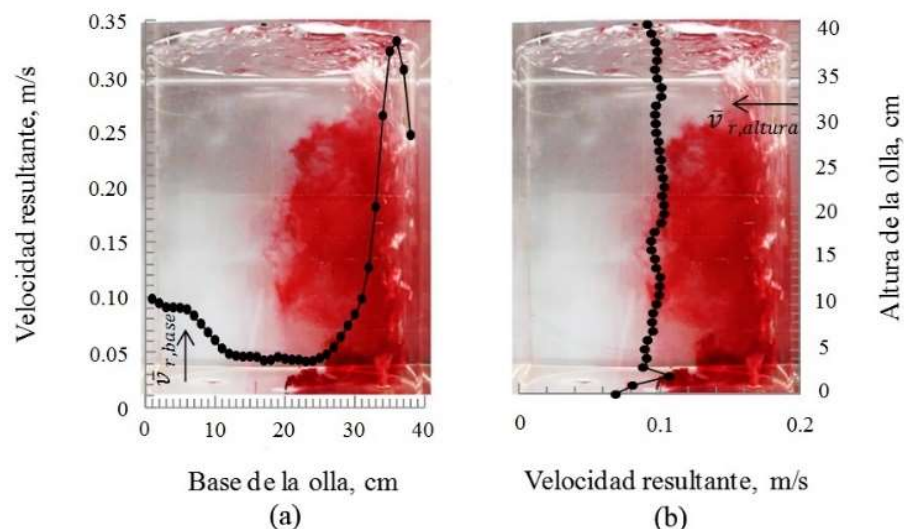 Velocidad resultante, m/s
0.35
0.30
0.25
0.20
0.15
0.10
0.05
0
v̄ r,base
0 10 20 30 40
Base de la olla, cm
(a)
v̄ r,altura
40
35
30
25
20
15
10
5
0
Altura de la olla, cm
0 0.1 0.2
Velocidad resultante, m/s
(b)